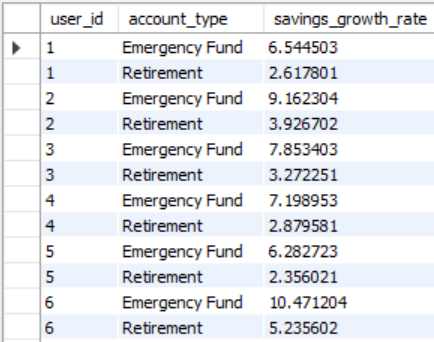 user_id account_type savings_growth_rate
1 Emergency Fund 6.544503
1 Retirement 2.617801
2 Emergency Fund 9.162304
2 Retirement 3.926702
3 Emergency Fund 7.853403
3 Retirement 3.272251
4 Emergency Fund 7.198953
4 Retirement 2.879581
5 Emergency Fund 6.282723
5 Retirement 2.356021
6 Emergency Fund 10.471204
6 Retirement 5.235602